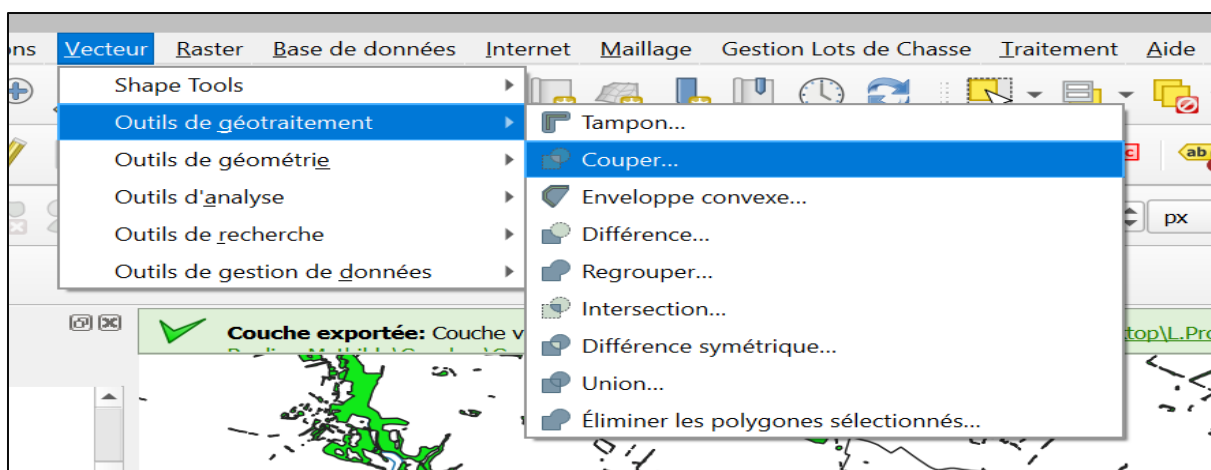 Vecteur Raster Base de données Internet Maillage Gestion Lots de Chasse Traitement Aide
Shape Tools
Outils de géotraitement
Outils de géométrie
Outils d'analyse
Outils de recherche
Outils de gestion de données
Tampon...
Couper...
Enveloppe convexe...
Différence...
Regrouper...
Intersection...
Différence symétrique...
Union...
Éliminer les polygones sélectionnés...
ab
px
Couche exportée: Couche v
top\L.Pro